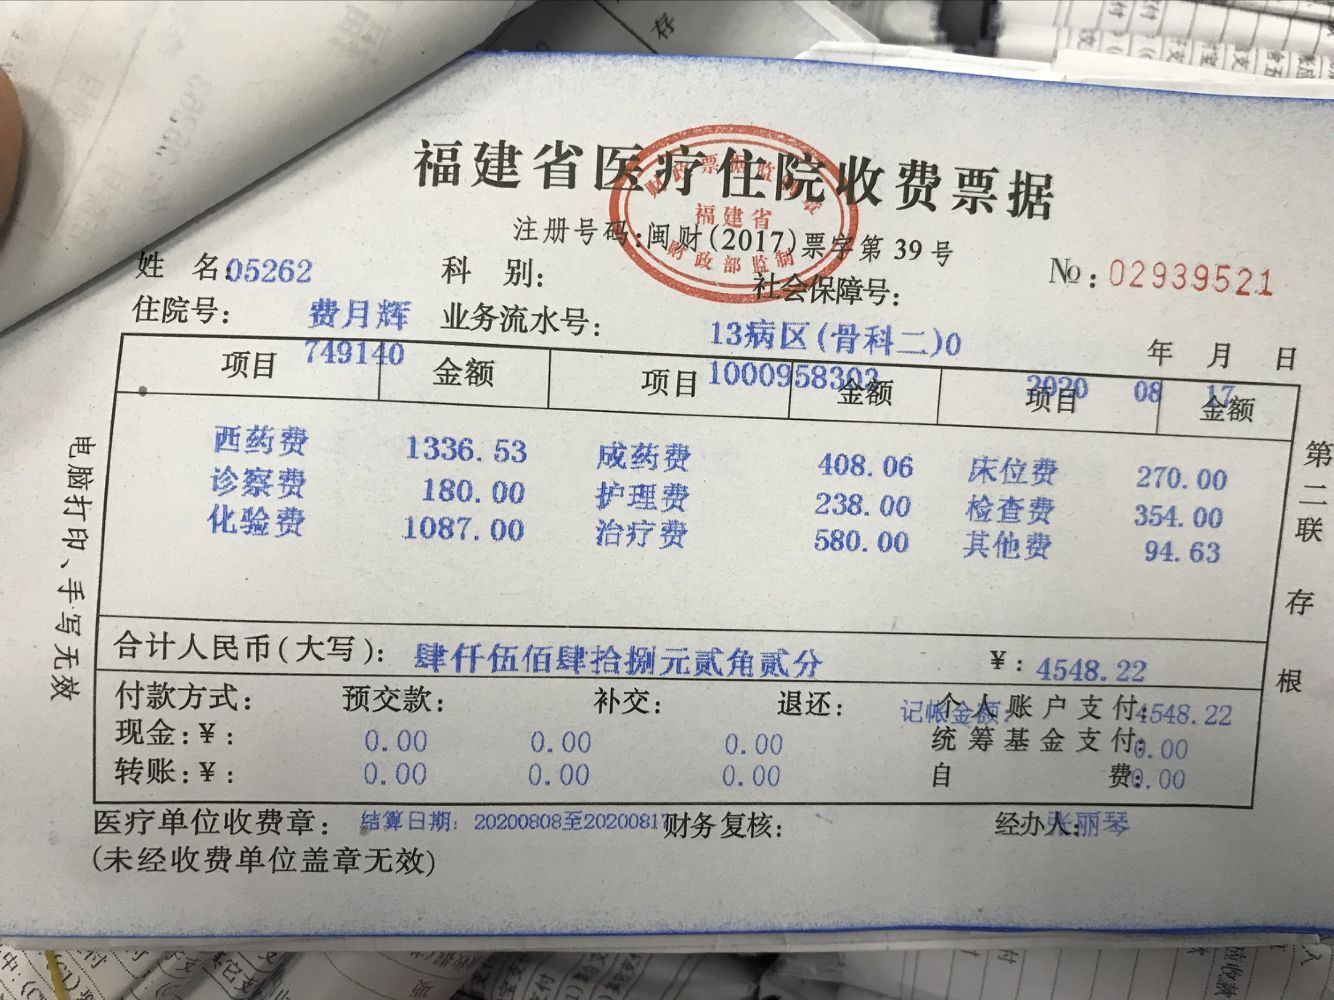 福建省医疗住院收费票据
财政票据监制章
福建省
财政部监制
注册号码:闽财(2017)票字第 39 号
姓 名: 05262 科 别: 社会保障号: №: 02939521
住院号: 费月辉 业务流水号: 13病区(骨科二)0 年 月 日
749140 1000958303 2020 08 17
项目 金额 项目 金额 项目 金额
西药费 1336.53 成药费 408.06 床位费 270.00
诊察费 180.00 护理费 238.00 检查费 354.00
化验费 1087.00 治疗费 580.00 其他费 94.63
合计人民币(大写): 肆仟伍佰肆拾捌元贰角贰分 ¥: 4548.22
付款方式: 预交款: 补交: 退还: 记帐金额: 个人账户支付: 4548.22
现金:¥: 0.00 0.00 0.00 统筹基金支付: 0.00
转账:¥: 0.00 0.00 0.00 自 费: 0.00
医疗单位收费章: 结算日期: 20200808至20200817 财务复核: 经办人: 张丽琴
(未经收费单位盖章无效)
电脑打印、手写无效
第二联 存根